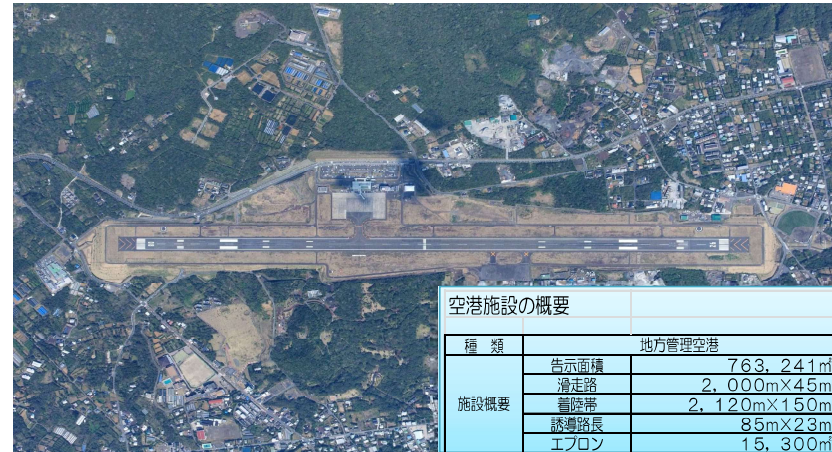 空港施設の概要
種 類 地方管理空港
施設概要 告示面積 763, 241㎡
滑走路 2, 000m×45m
着陸帯 2, 120m×150m
誘導路長 85m×23m
エプロン 15, 300㎡